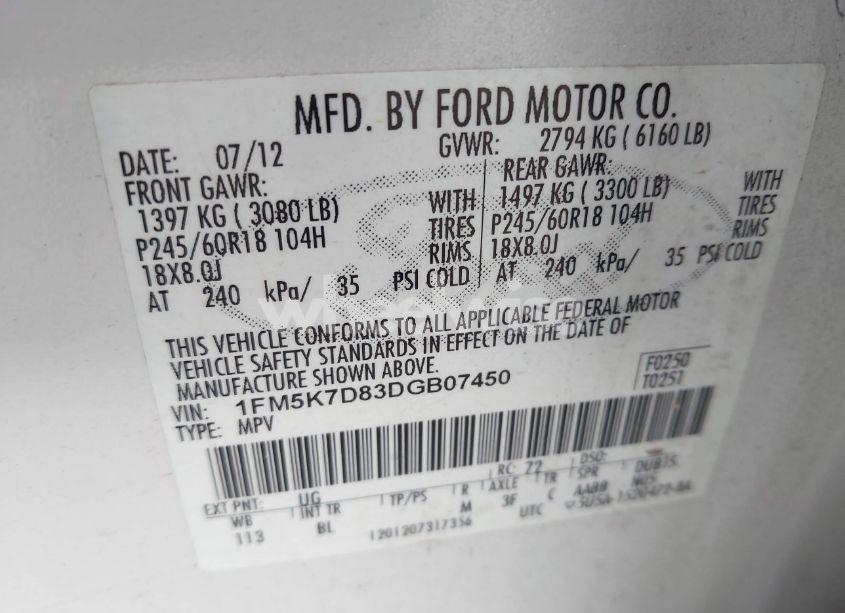 MFD. BY FORD MOTOR CO.
DATE: 07/12 GVWR: 2794 KG ( 6160 LB)
FRONT GAWR: REAR GAWR:
1397 KG ( 3080 LB) WITH 1497 KG ( 3300 LB) WITH
P245/60R18 104H TIRES P245/60R18 104H TIRES
18X8.0J RIMS 18X8.0J RIMS
AT 240 kPa/ 35 PSI COLD AT 240 kPa/ 35 PSI COLD
THIS VEHICLE CONFORMS TO ALL APPLICABLE FEDERAL MOTOR
VEHICLE SAFETY STANDARDS IN EFFECT ON THE DATE OF
MANUFACTURE SHOWN ABOVE. F0250
VIN: 1FM5K7D83DGB07450 T0251
TYPE: MPV
EXT PNT: UG RC: 72 DSO:
WB INT TR TP/PS R AXLE TR SPR
113 BL M 3F C AABB
1201207317356 UTC